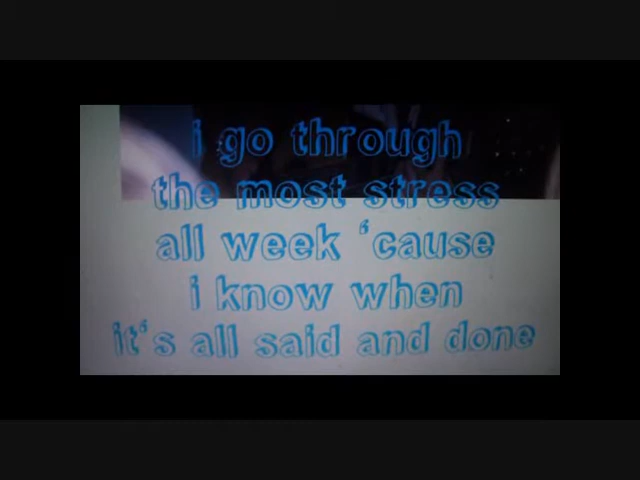 i go through
the most stress
all week ‘cause
i know when
it‘s all said and done